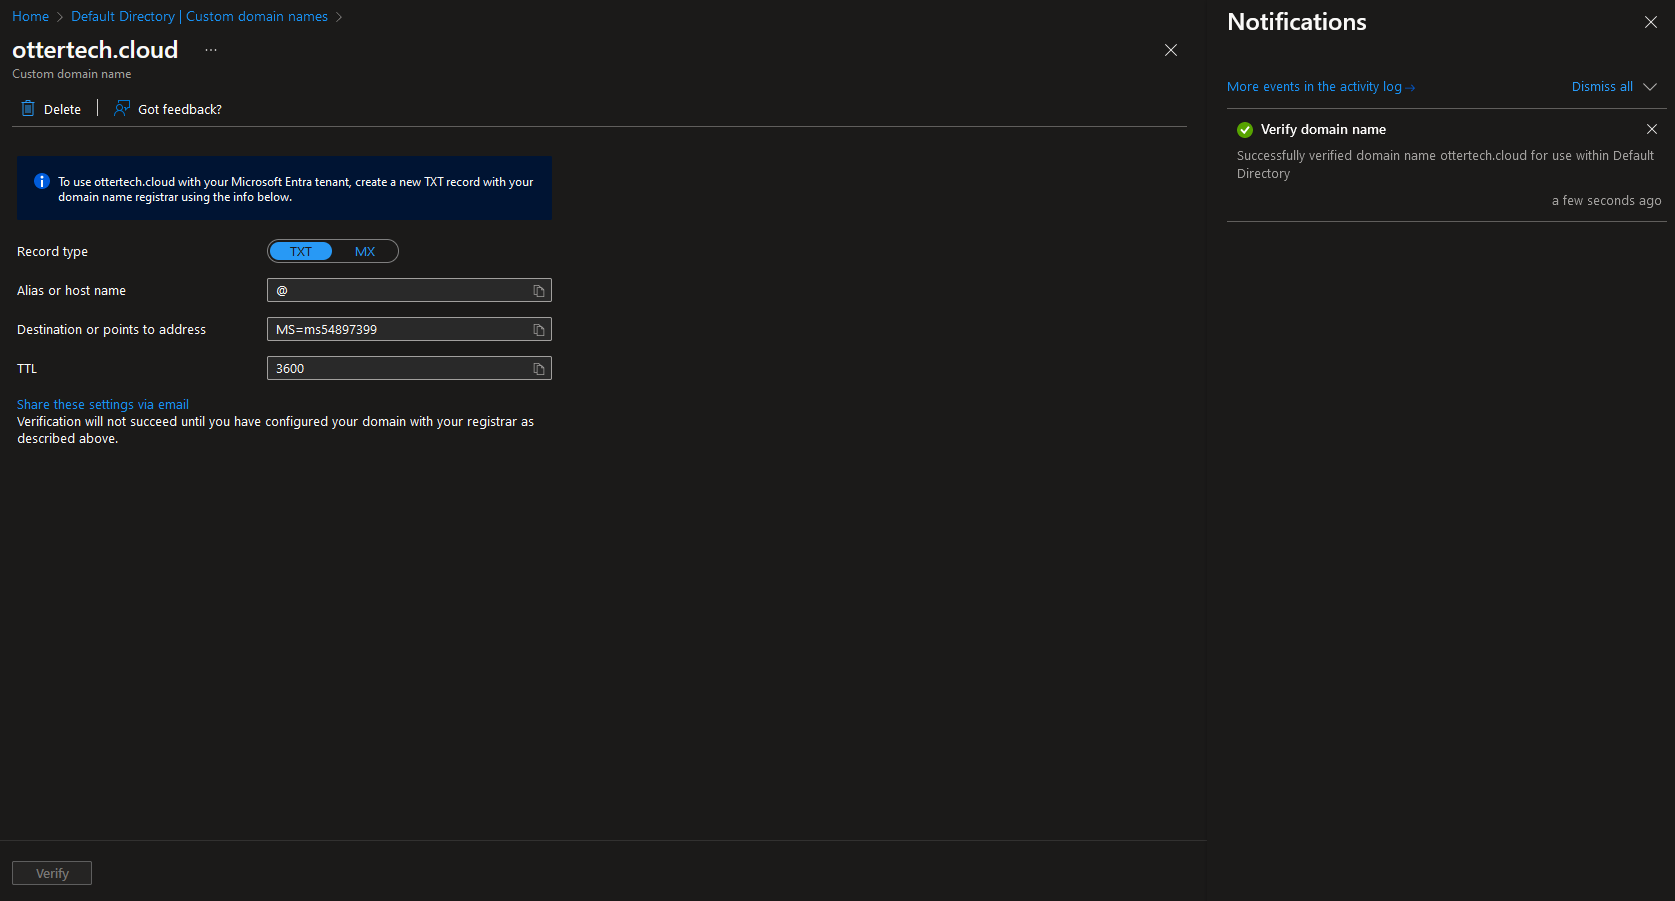 Home > Default Directory | Custom domain names >
ottertech.cloud ...
Custom domain name
Delete | Got feedback?
To use ottertech.cloud with your Microsoft Entra tenant, create a new TXT record with your
domain name registrar using the info below.
Record type TXT MX
Alias or host name @
Destination or points to address MS=ms54897399
TTL 3600
Share these settings via email
Verification will not succeed until you have configured your domain with your registrar as
described above.
Verify
Notifications
More events in the activity log→ Dismiss all
Verify domain name
Successfully verified domain name ottertech.cloud for use within Default
Directory
a few seconds ago